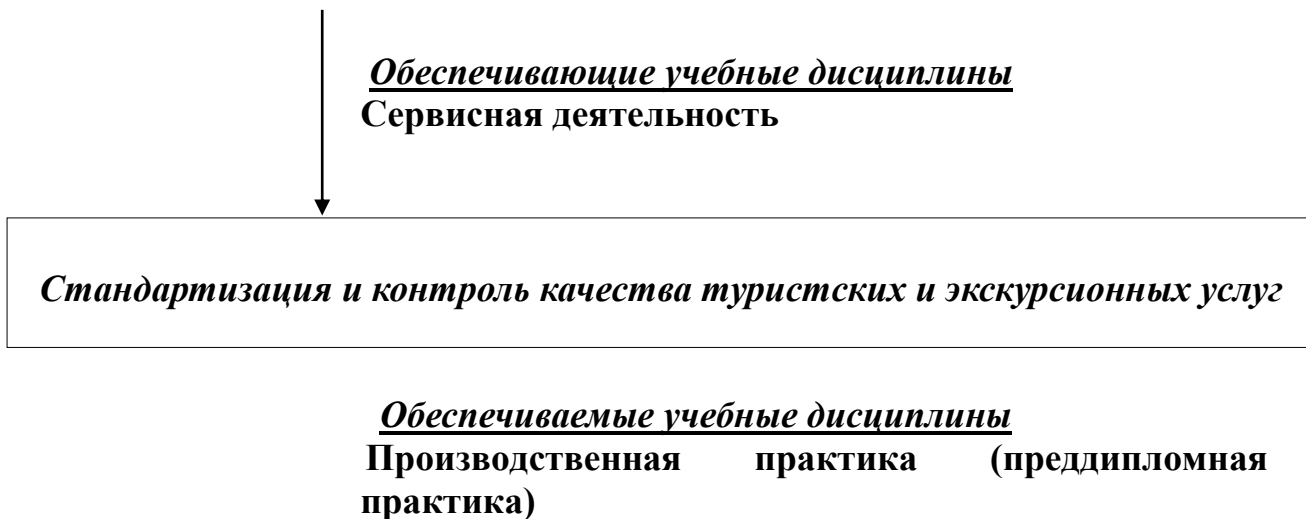 Обеспечивающие учебные дисциплины
Сервисная деятельность
Стандартизация и контроль качества туристских и экскурсионных услуг
Обеспечиваемые учебные дисциплины
Производственная практика (преддипломная
практика)